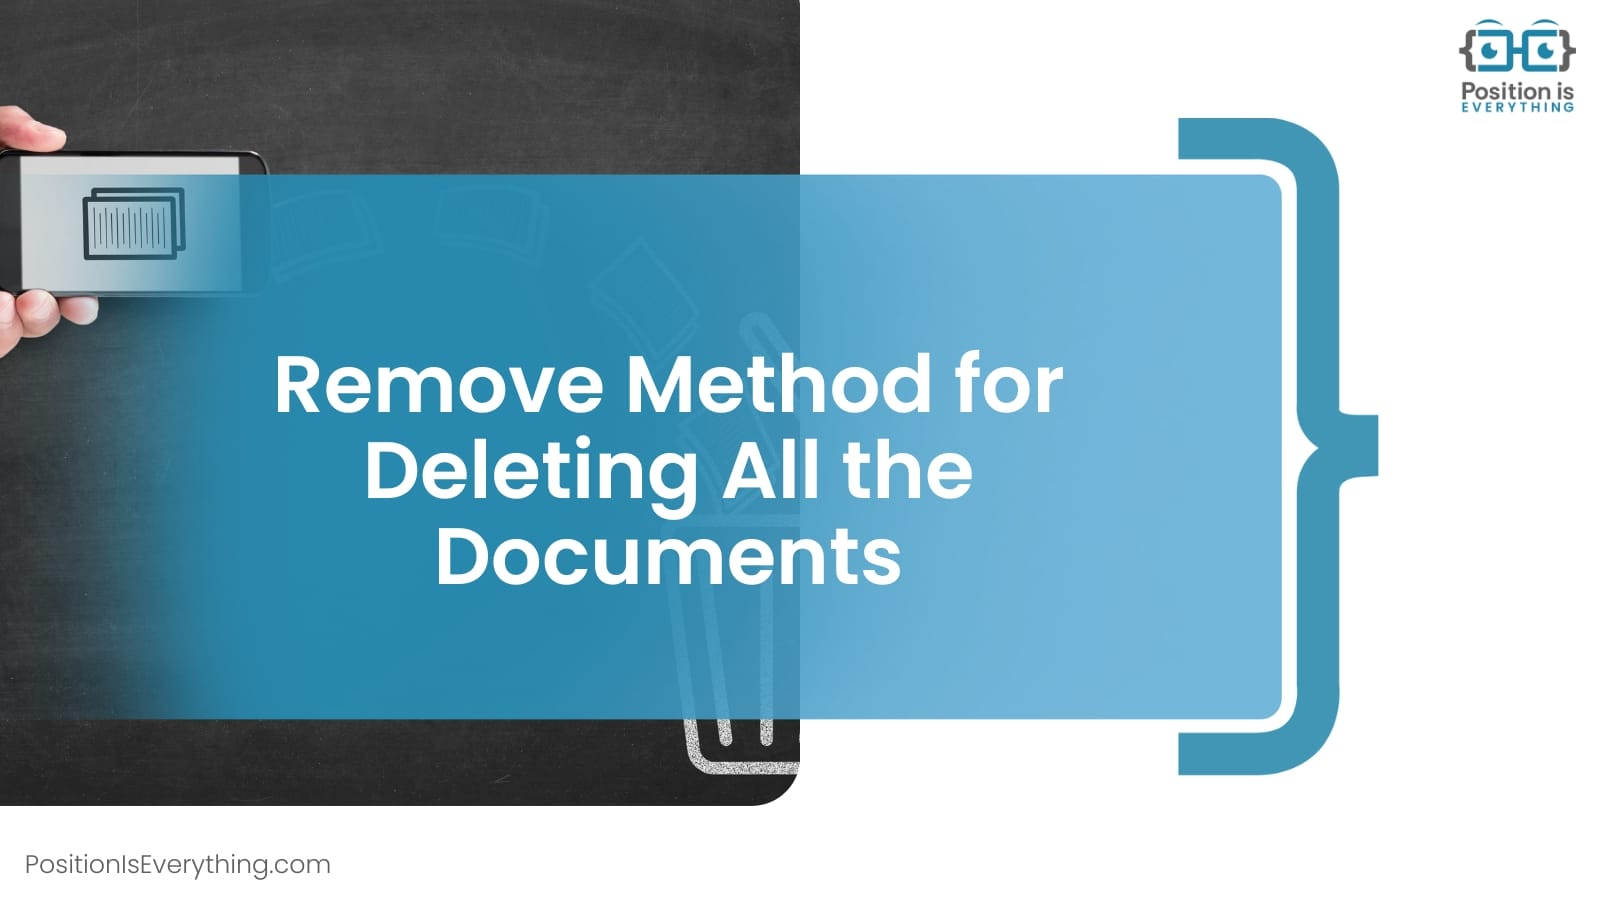 Position is
EVERYTHING
Remove Method for
Deleting All the
Documents
PositionIsEverything.com